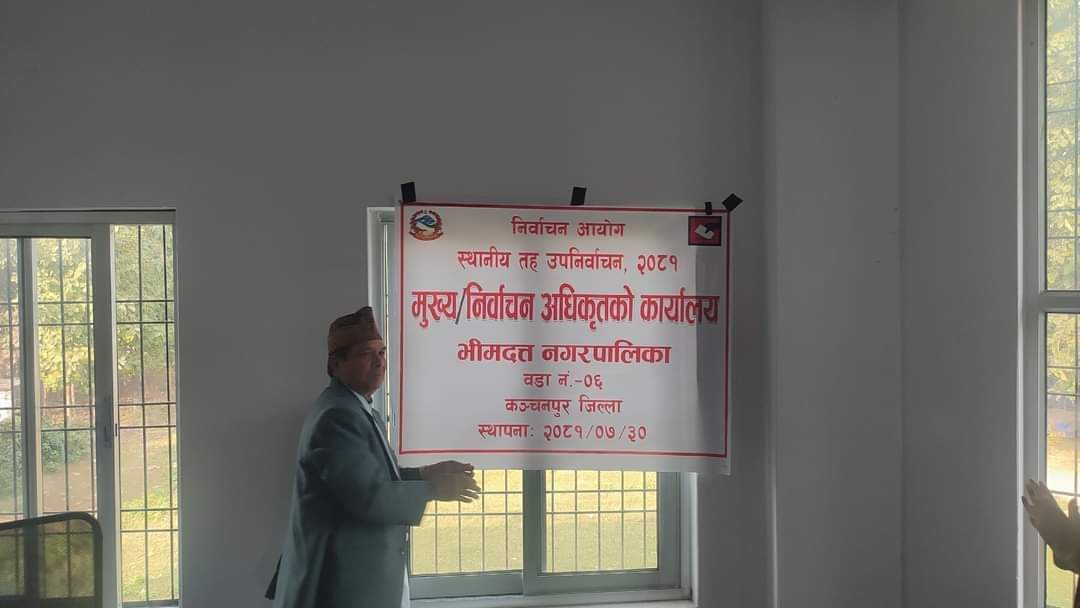 निर्वाचन आयोग
स्थानीय तह उपनिर्वाचन, २०८१
मुख्य/निर्वाचन अधिकृतको कार्यालय
भीमदत्त नगरपालिका
वडा नं.-०६
कञ्चनपुर जिल्ला
स्थापना: २०८१/०७/३०